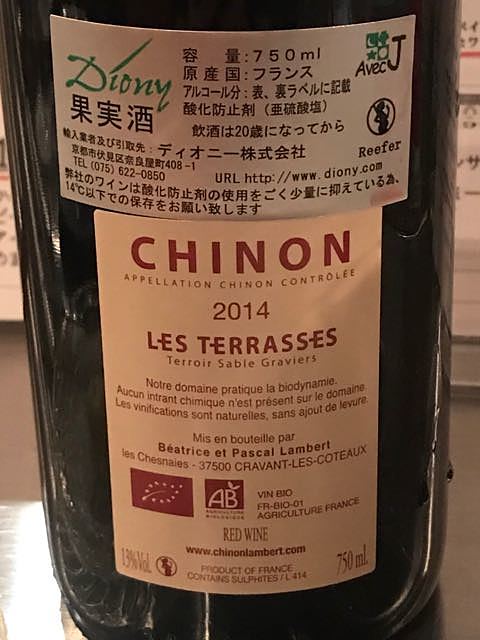 Diony
果実酒
容 量:750ml
原産国:フランス
アルコール分:表、裏ラベルに記載
酸化防止剤(亜硫酸塩)
飲酒は20歳になってから
Avec J
Reefer
輸入業者及び引取先:ディオニー株式会社
京都市伏見区奈良屋町408-1
TEL (075) 622-0850
URL http://www.diony.com
弊社のワインは酸化防止剤の使用をごく少量に抑えている為、
14℃以下での保存をお願い致します
CHINON
APPELLATION CHINON CONTRÔLÉE
2014
LES TERRASSES
Terroir Sable Graviers
Notre domaine pratique la biodynamie.
Aucun intrant chimique n'est présent sur le domaine.
Les vinifications sont naturelles, sans ajout de levure.
Mis en bouteille par
Béatrice et Pascal Lambert
les Chesnaies - 37500 CRAVANT-LES-COTEAUX
AB
AGRICULTURE
BIOLOGIQUE
VIN BIO
FR-BIO-01
AGRICULTURE FRANCE
RED WINE
www.chinonlambert.com
13%Vol.
PRODUCT OF FRANCE
CONTAINS SULPHITES / L 414
750 ml.